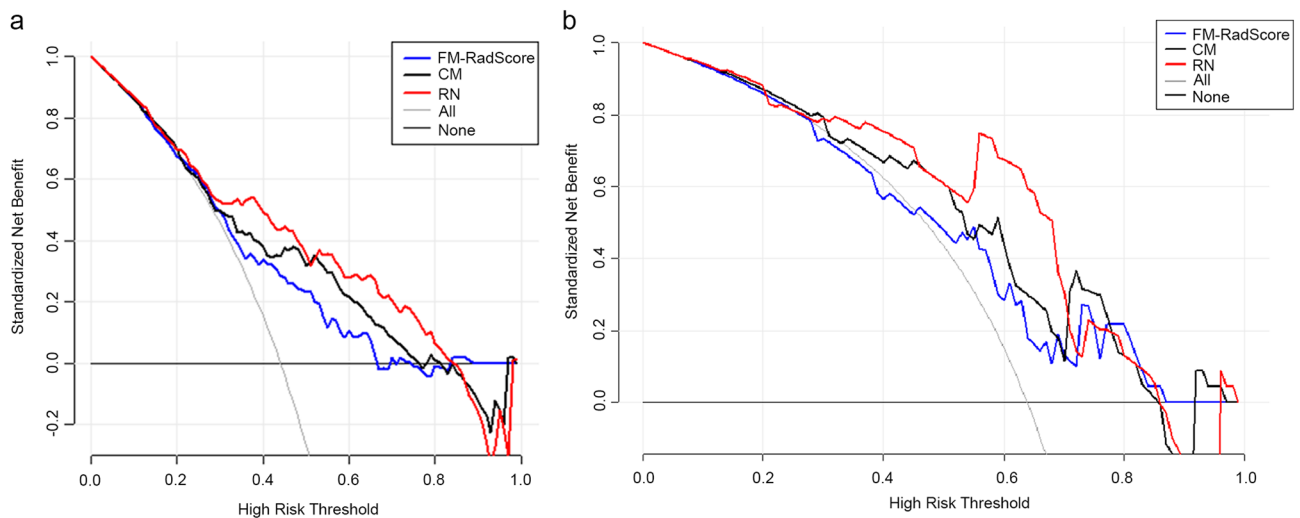 a
FM-RadScore
CM
RN
All
None
Standardized Net Benefit
1.0
0.8
0.6
0.4
0.2
0.0
-0.2
0.0 0.2 0.4 0.6 0.8 1.0
High Risk Threshold
b
FM-RadScore
CM
RN
All
None
Standardized Net Benefit
1.0
0.8
0.6
0.4
0.2
0.0
0.0 0.2 0.4 0.6 0.8 1.0
High Risk Threshold